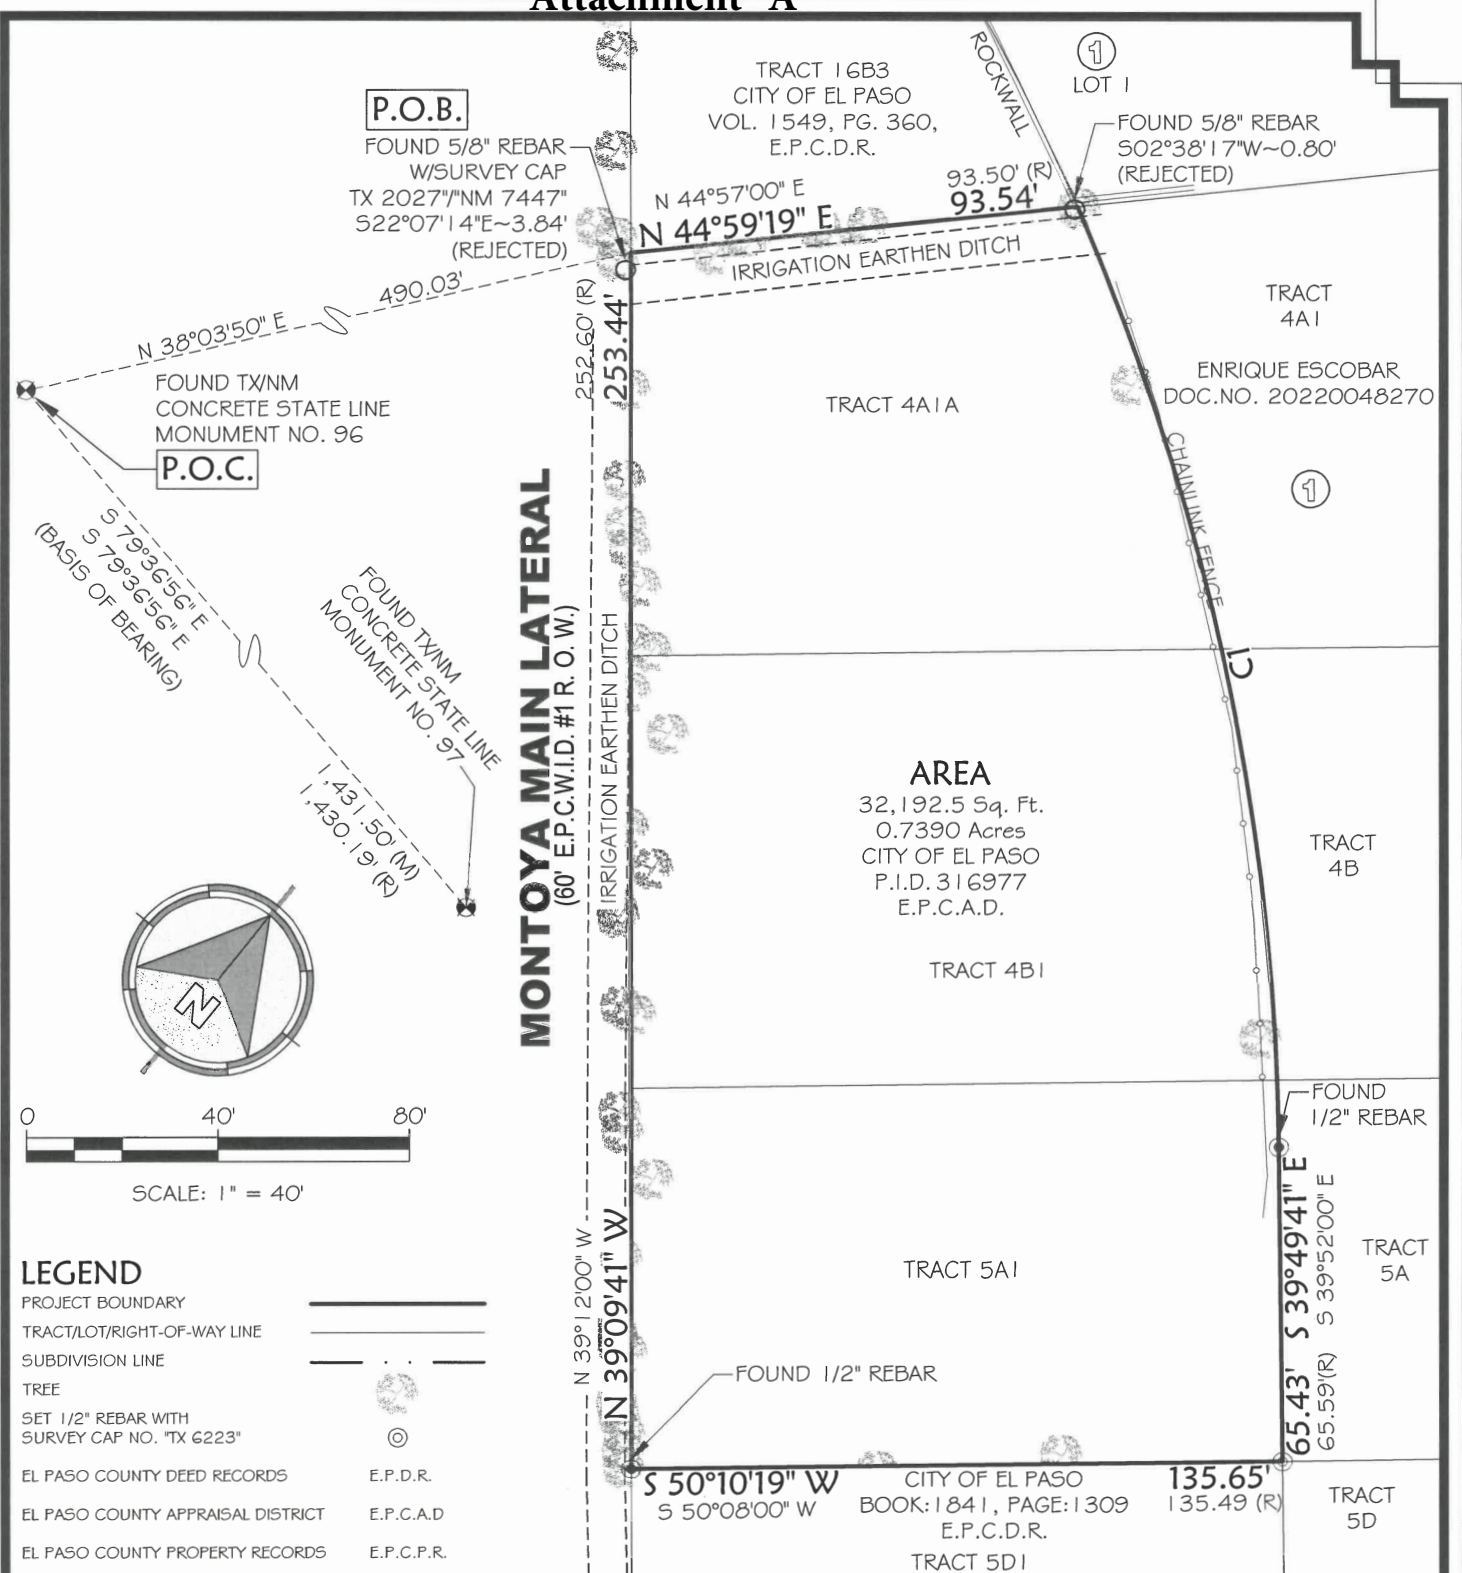 Attachment "A"
P.O.B.
FOUND 5/8" REBAR
W/SURVEY CAP
TX 2027"/"NM 7447"
S22°07'14"E~3.84'
(REJECTED)
TRACT 16B3
CITY OF EL PASO
VOL. 1549, PG. 360,
E.P.C.D.R.
ROCKWALL
1
LOT 1
FOUND 5/8" REBAR
S02°38'17"W~0.80'
(REJECTED)
N 44°57'00" E
93.50' (R)
N 44°59'19" E
93.54'
IRRIGATION EARTHEN DITCH
N 38°03'50" E
490.03'
FOUND TX/NM
CONCRETE STATE LINE
MONUMENT NO. 96
P.O.C.
252.60' (R)
253.44'
TRACT 4A1A
TRACT
4A1
ENRIQUE ESCOBAR
DOC.NO. 20220048270
CHAINLINK FENCE
1
S 79°36'56" E
S 79°36'56" E
(BASIS OF BEARING)
FOUND TX/NM
CONCRETE STATE LINE
MONUMENT NO. 97
1,431.50' (M)
1,430.19' (R)
MONTOYA MAIN LATERAL
(60' E.P.C.W.I.D. #1 R. O. W.)
IRRIGATION EARTHEN DITCH
C1
AREA
32,192.5 Sq. Ft.
0.7390 Acres
CITY OF EL PASO
P.I.D. 316977
E.P.C.A.D.
TRACT 4B1
TRACT
4B
N
FOUND
1/2" REBAR
0 40' 80'
SCALE: 1" = 40'
N 39°12'00" W
N 39°09'41" W
TRACT 5A1
S 39°49'41" E
S 39°52'00" E
65.43'
65.59'(R)
TRACT
5A
LEGEND
PROJECT BOUNDARY
TRACT/LOT/RIGHT-OF-WAY LINE
SUBDIVISION LINE
TREE
SET 1/2" REBAR WITH
SURVEY CAP NO. "TX 6223"
EL PASO COUNTY DEED RECORDS E.P.D.R.
EL PASO COUNTY APPRAISAL DISTRICT E.P.C.A.D
EL PASO COUNTY PROPERTY RECORDS E.P.C.P.R.
FOUND 1/2" REBAR
S 50°10'19" W
S 50°08'00" W
CITY OF EL PASO
BOOK:1841, PAGE:1309
E.P.C.D.R.
TRACT 5D1
135.65'
135.49 (R)
TRACT
5D